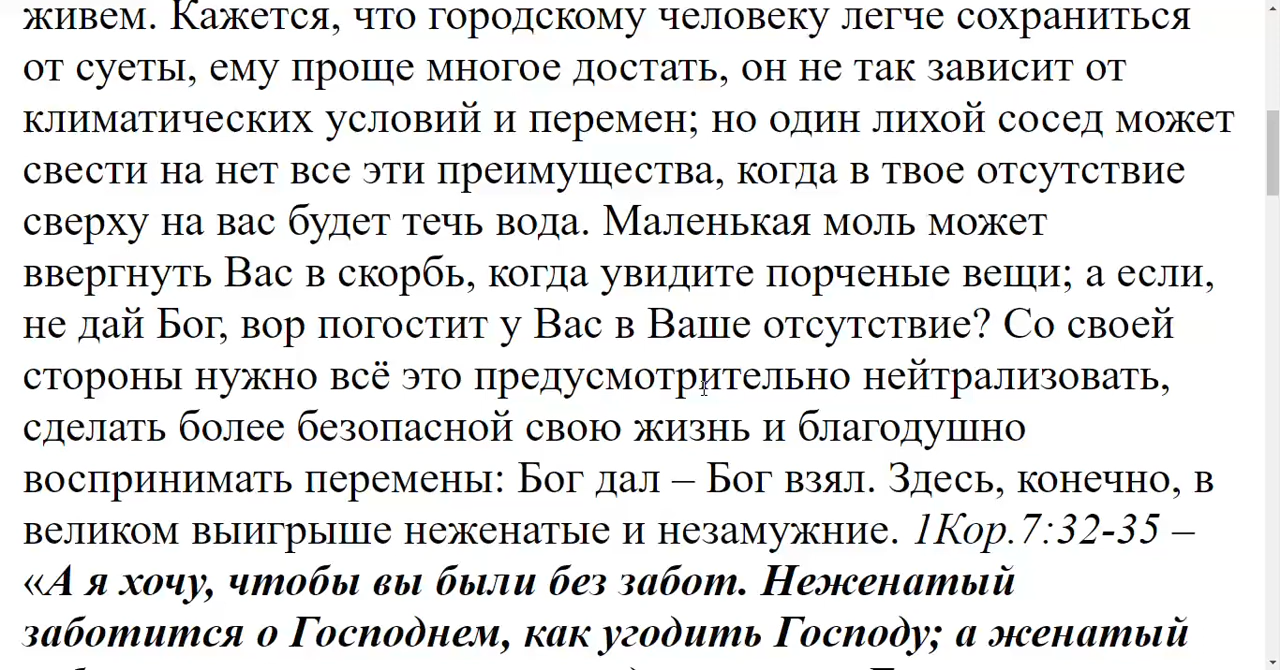 живем. Кажется, что городскому человеку легче сохраниться
от суеты, ему проще многое достать, он не так зависит от
климатических условий и перемен; но один лихой сосед может
свести на нет все эти преимущества, когда в твое отсутствие
сверху на вас будет течь вода. Маленькая моль может
ввергнуть Вас в скорбь, когда увидите порченые вещи; а если,
не дай Бог, вор погостит у Вас в Ваше отсутствие? Со своей
стороны нужно всё это предусмотрительно нейтрализовать,
сделать более безопасной свою жизнь и благодушно
воспринимать перемены: Бог дал – Бог взял. Здесь, конечно, в
великом выигрыше неженатые и незамужние. 1Кор.7:32-35 –
«А я хочу, чтобы вы были без забот. Неженатый
заботится о Господнем, как угодить Господу; а женатый